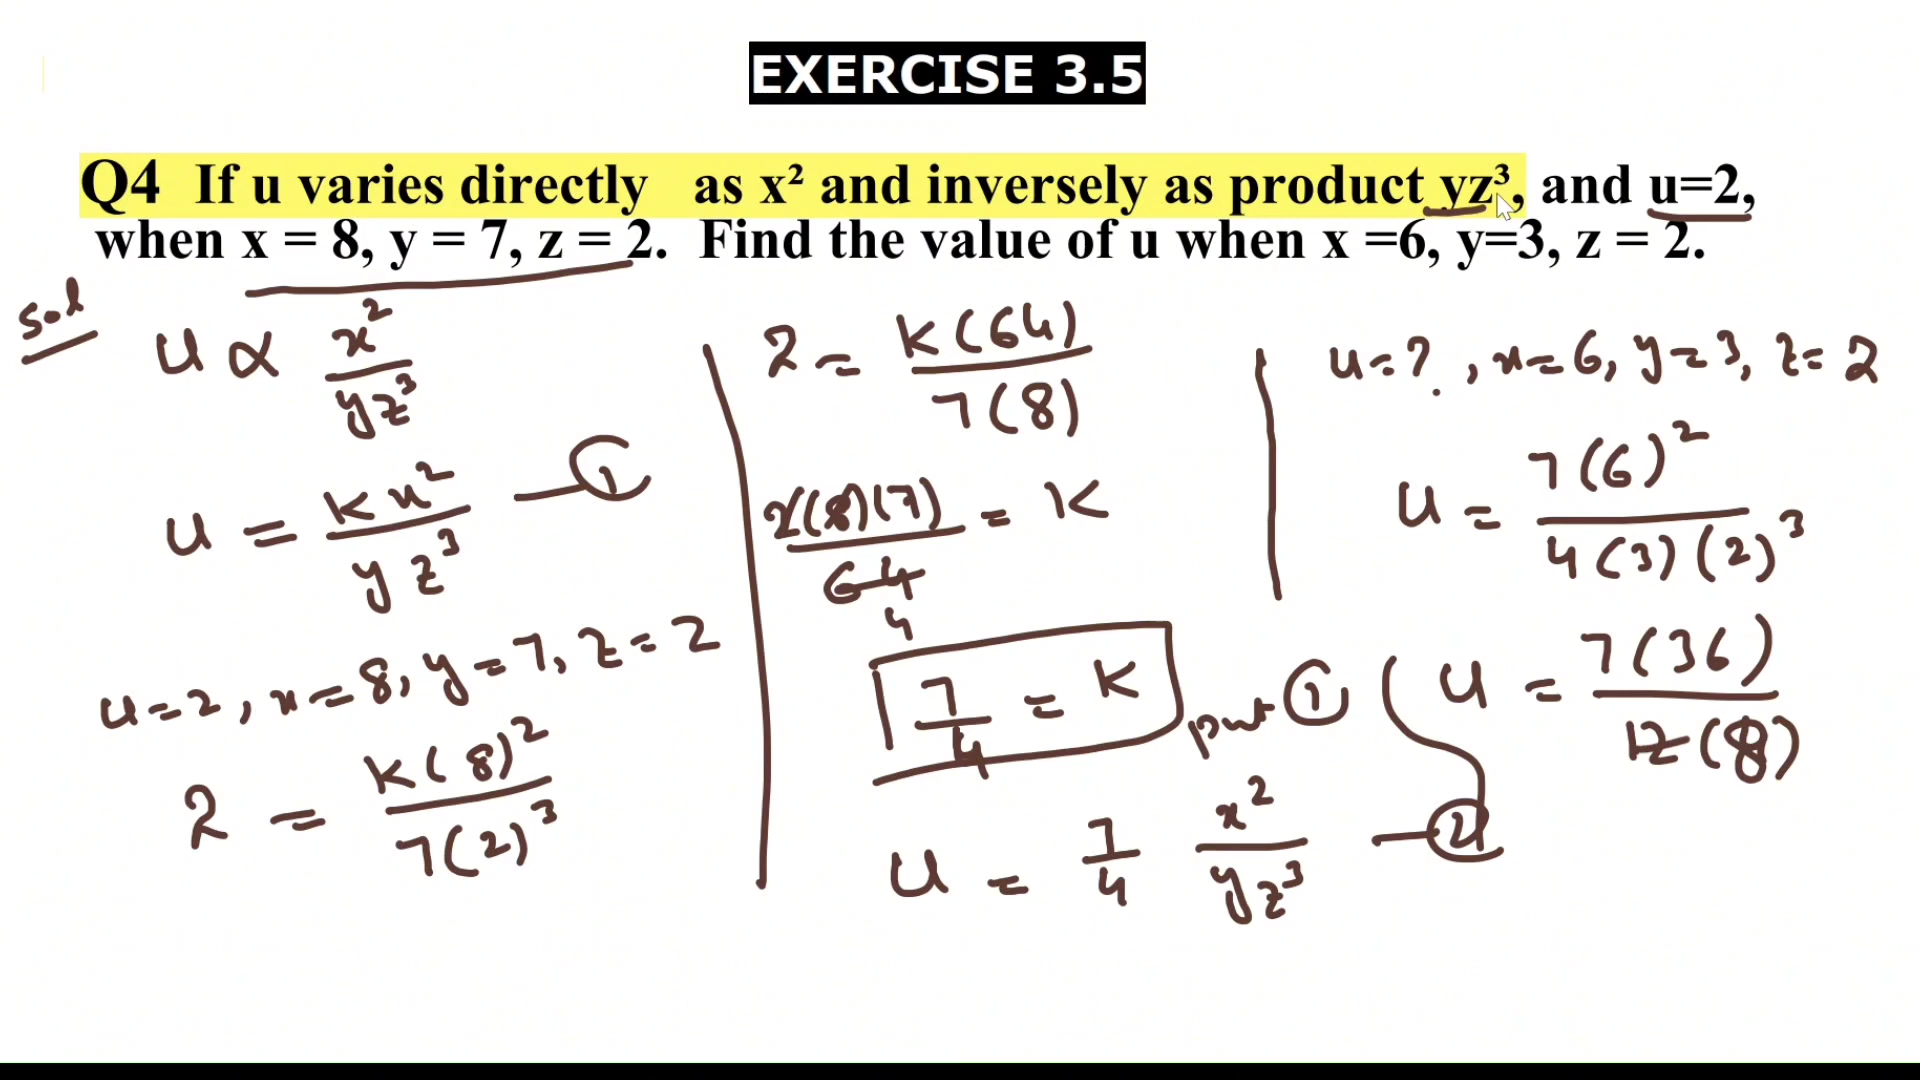 EXERCISE 3.5
Q4 If u varies directly as x² and inversely as product yz³, and u=2,
when x = 8, y = 7, z = 2. Find the value of u when x =6, y=3, z = 2.
Sol
u ∝ x²/yz³
u = kx²/yz³ — ①
u=2, x=8, y=7, z=2
2 = k(8)²/7(2)³
2 = k(64)/7(8)
2(8)(7)/64 = k
4
7/4 = k
put ①
u = 7/4 x²/yz³ — ②
u=?, x=6, y=3, z=2
u = 7(6)²/4(3)(2)³
u = 7(36)/12(8)